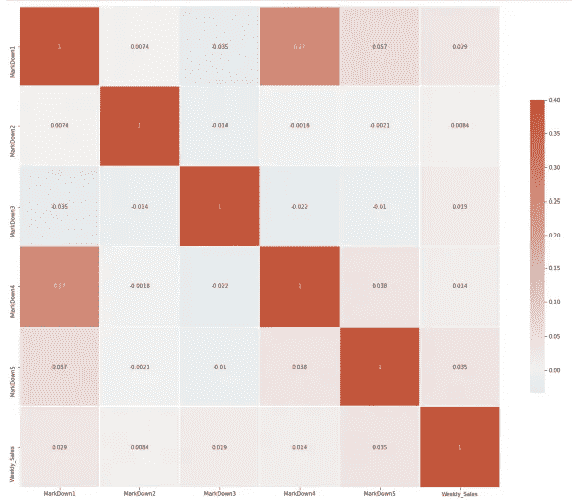 MarkDown1 1 0.0074 -0.035 0.057 0.029
MarkDown2 0.0074 1 -0.014 -0.0018 -0.0021 0.0084
MarkDown3 -0.035 -0.014 1 -0.022 -0.01 0.019
MarkDown4 -0.0018 -0.022 1 0.038 0.014
MarkDown5 0.057 -0.0021 -0.01 0.038 1 0.035
Weekly_Sales 0.029 0.0084 0.019 0.014 0.035 1
MarkDown1 MarkDown2 MarkDown3 MarkDown4 MarkDown5 Weekly_Sales
0.40
0.35
0.30
0.25
0.20
0.15
0.10
0.05
0.00